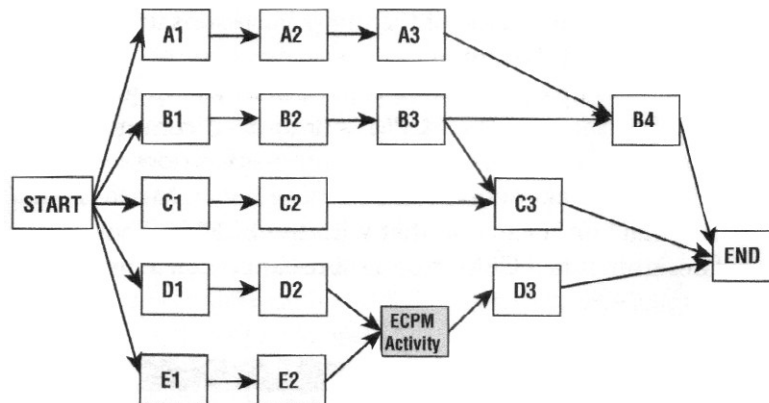 A1
A2
A3
B1
B2
B3
B4
START
C1
C2
C3
END
D1
D2
ECPM
Activity
D3
E1
E2